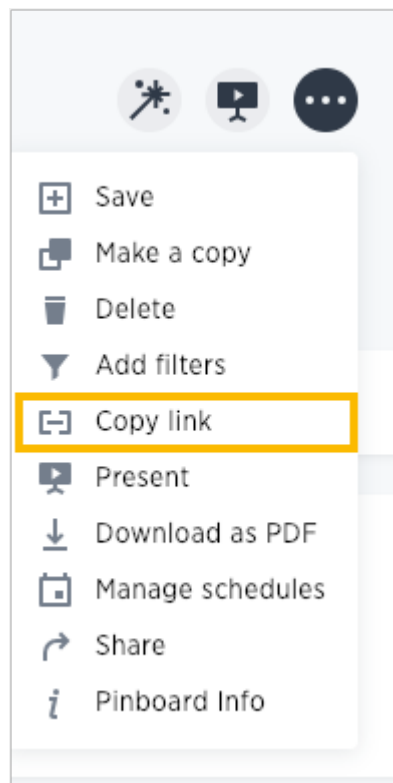 Save
Make a copy
Delete
Add filters
Copy link
Present
Download as PDF
Manage schedules
Share
Pinboard Info